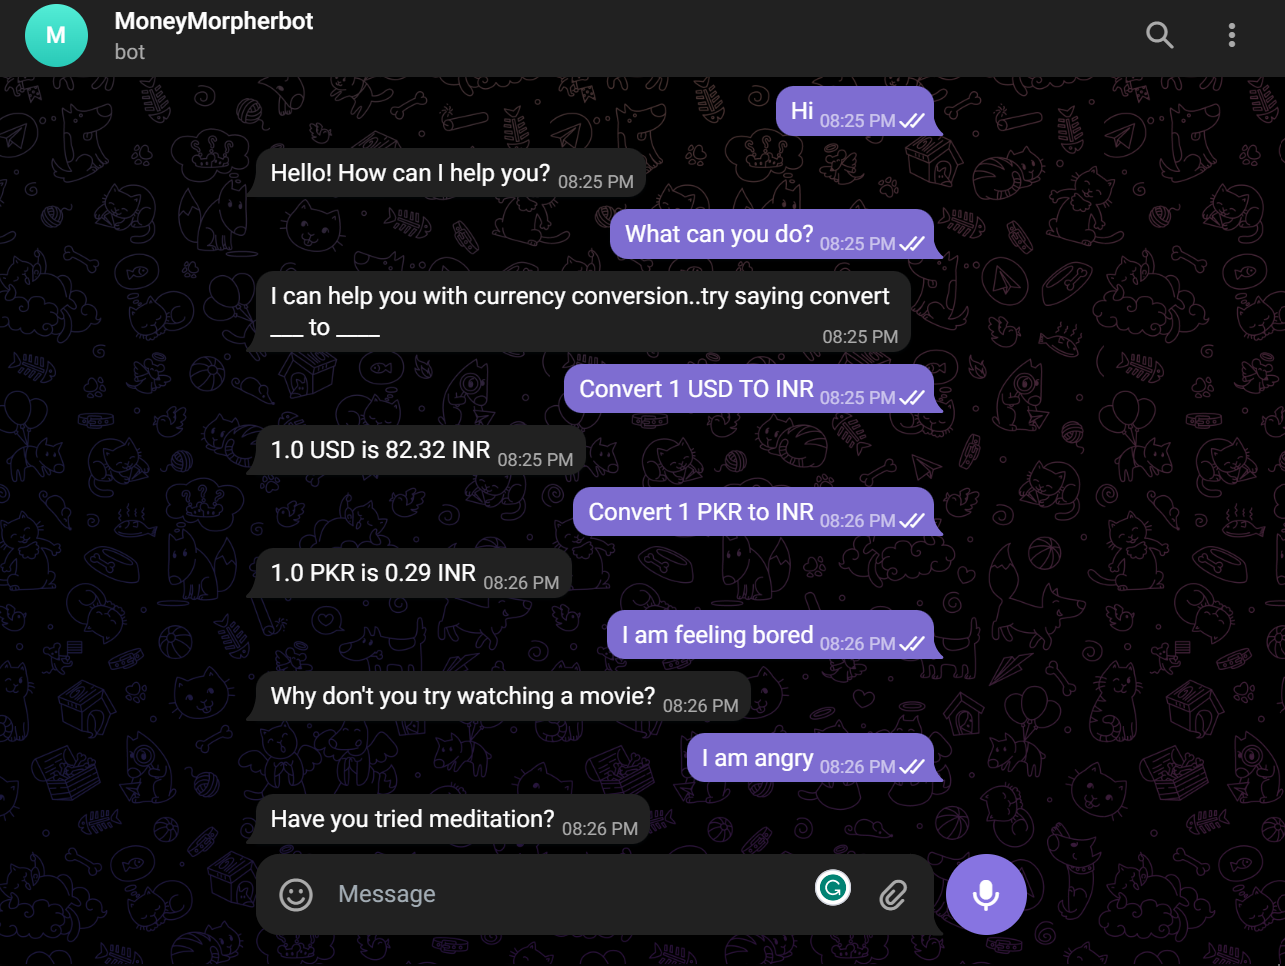 M
MoneyMorpherbot
bot
Hi 08:25 PM
Hello! How can I help you? 08:25 PM
What can you do? 08:25 PM
I can help you with currency conversion..try saying convert
___ to ____
08:25 PM
Convert 1 USD TO INR 08:25 PM
1.0 USD is 82.32 INR 08:25 PM
Convert 1 PKR to INR 08:26 PM
1.0 PKR is 0.29 INR 08:26 PM
I am feeling bored 08:26 PM
Why don't you try watching a movie? 08:26 PM
I am angry 08:26 PM
Have you tried meditation? 08:26 PM
Message